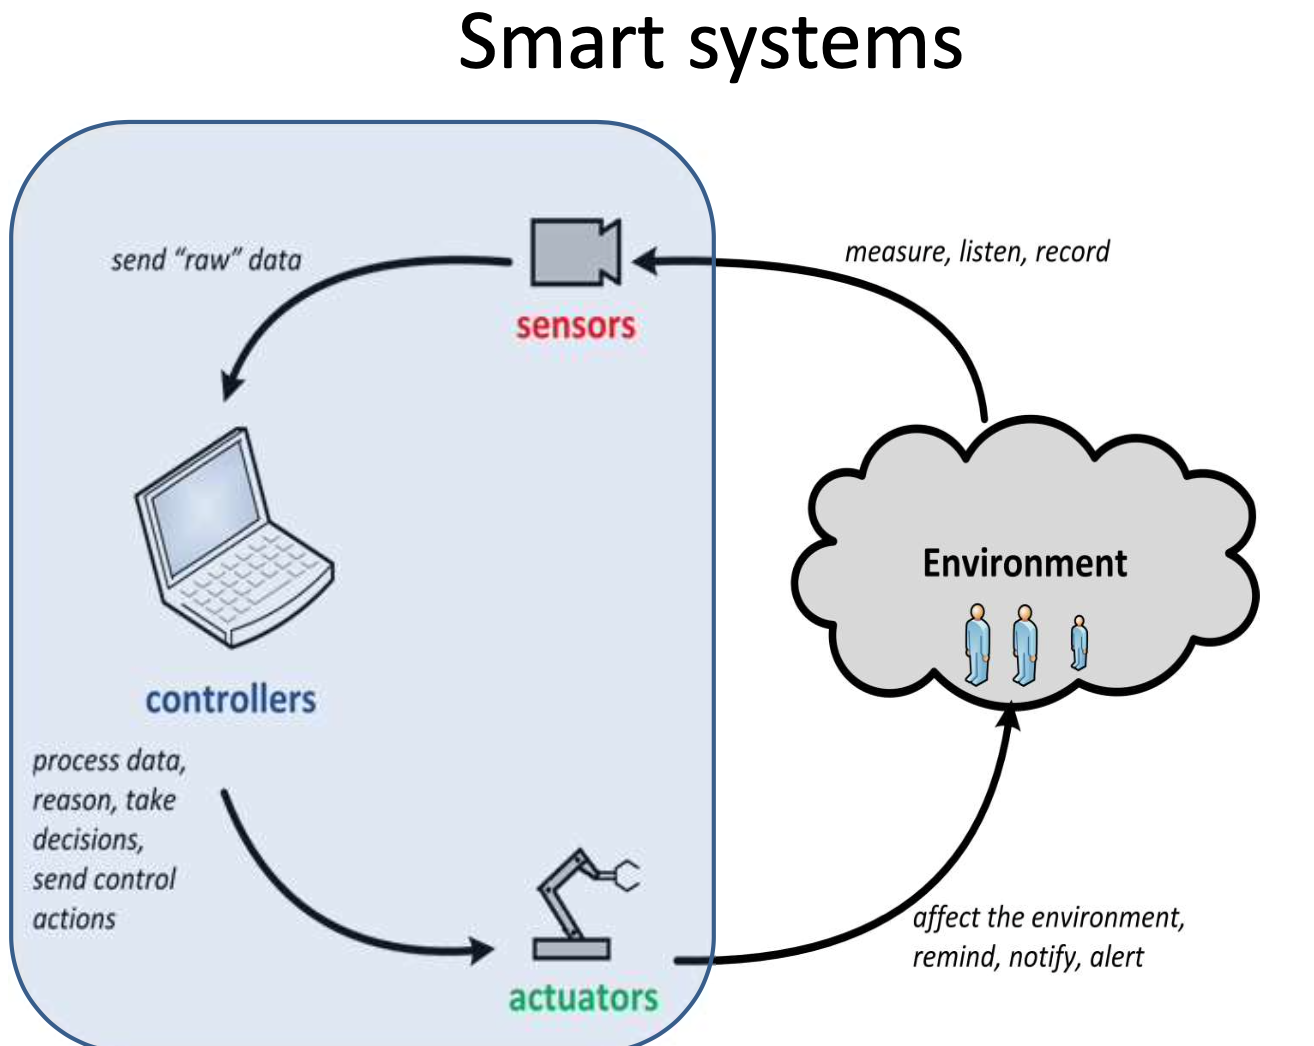 Smart systems
send “raw” data
measure, listen, record
sensors
Environment
controllers
process data,
reason, take
decisions,
send control
actions
affect the environment,
remind, notify, alert
actuators